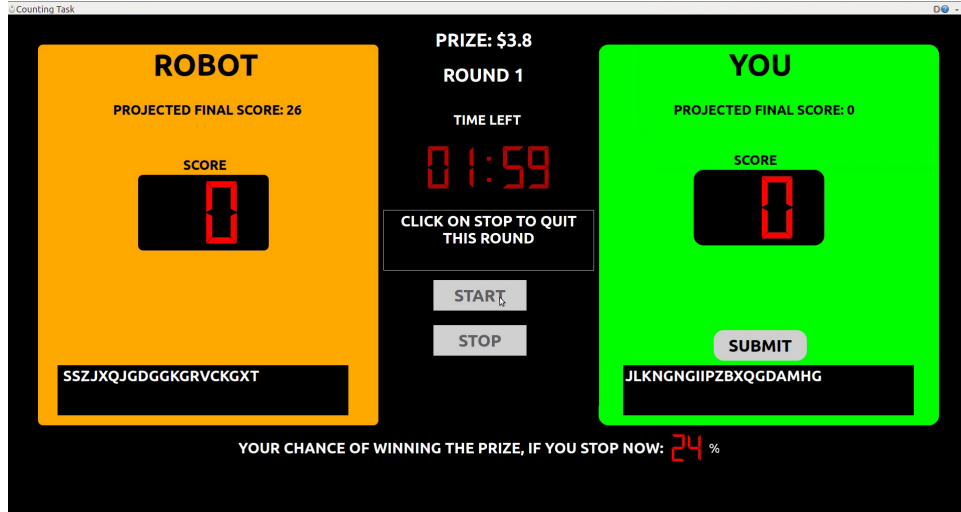 Counting Task
D
PRIZE: $3.8
ROUND 1
TIME LEFT
01:59
CLICK ON STOP TO QUIT
THIS ROUND
START
STOP
ROBOT
PROJECTED FINAL SCORE: 26
SCORE
0
SSZJXQJGDGGKGRVCKGXT
YOU
PROJECTED FINAL SCORE: 0
SCORE
0
SUBMIT
JLKNGNGIIPZBXQGDAMHG
YOUR CHANCE OF WINNING THE PRIZE, IF YOU STOP NOW: 24 %